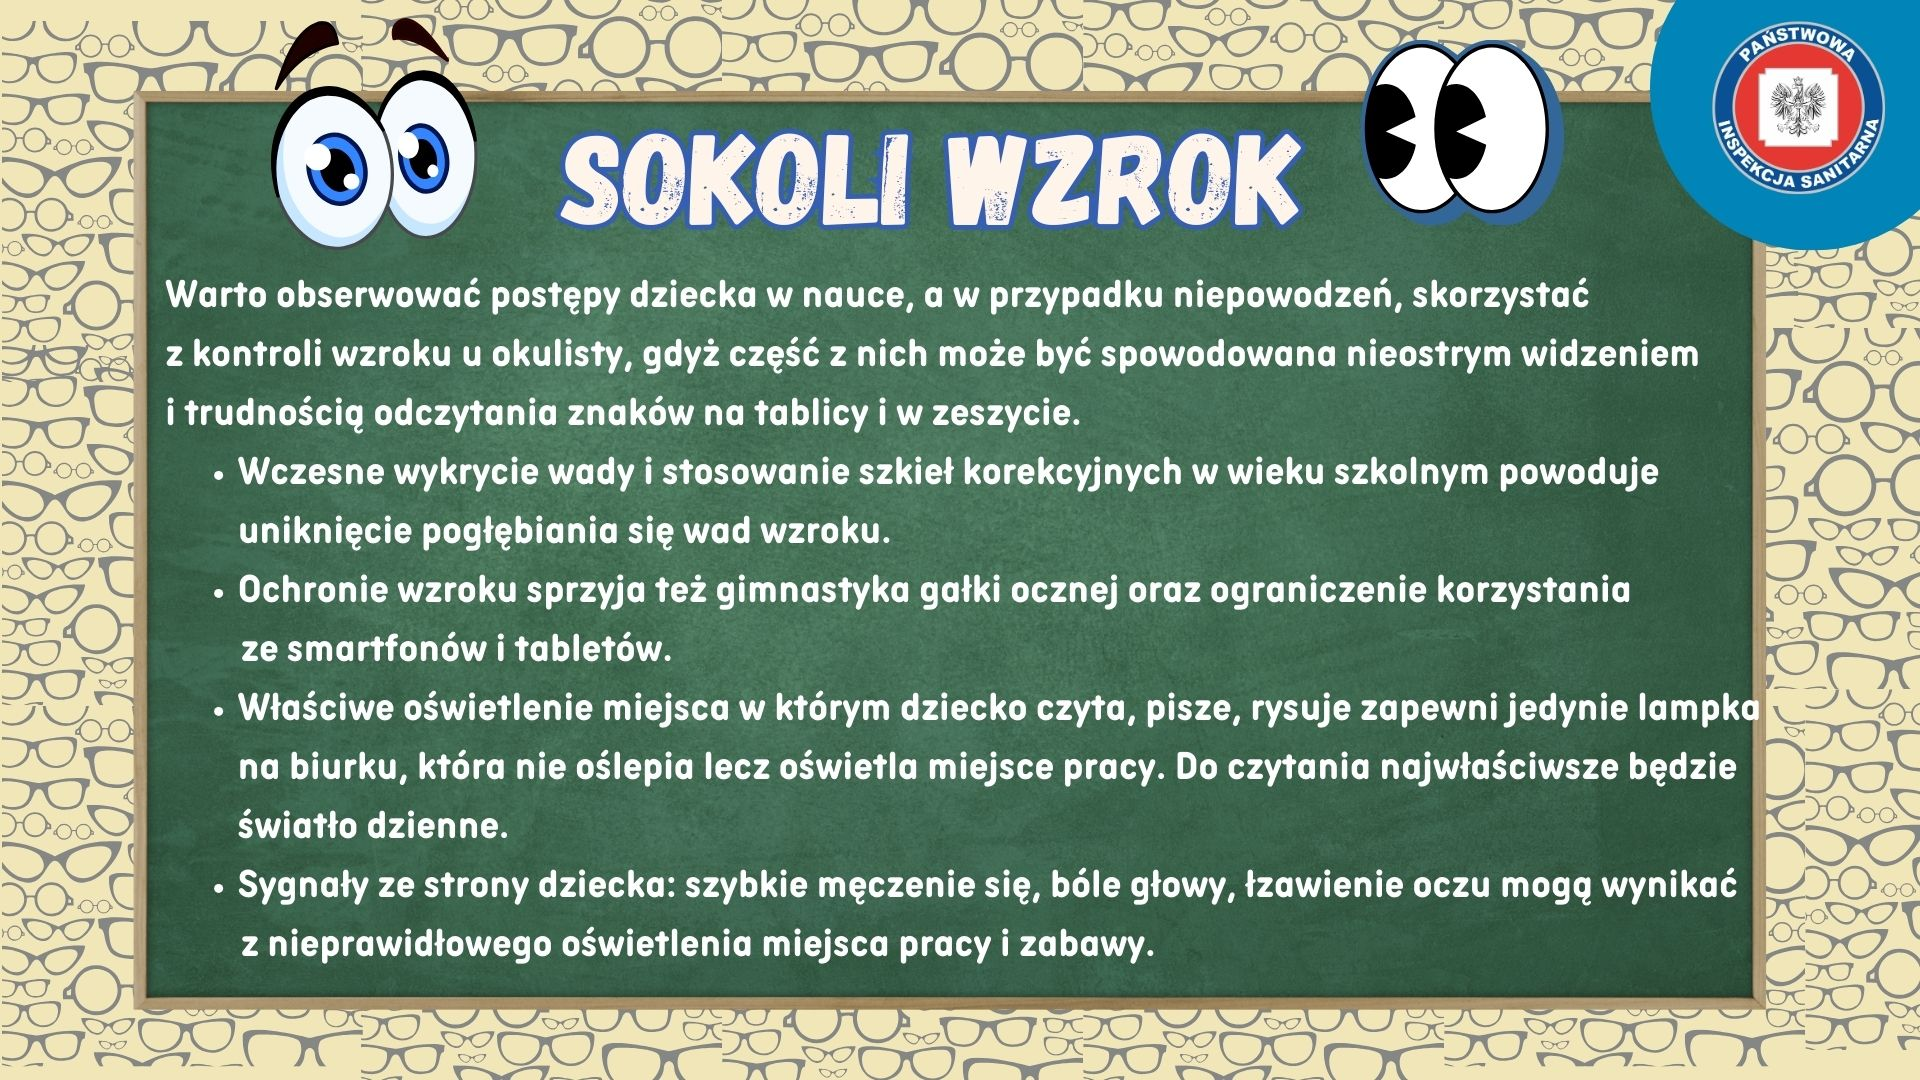 PAŃSTWOWA
INSPEKCJA SANITARNA
SOKOLI WZROK
Warto obserwować postępy dziecka w nauce, a w przypadku niepowodzeń, skorzystać
z kontroli wzroku u okulisty, gdyż część z nich może być spowodowana nieostrym widzeniem
i trudnością odczytania znaków na tablicy i w zeszycie.
• Wczesne wykrycie wady i stosowanie szkieł korekcyjnych w wieku szkolnym powoduje
uniknięcie pogłębiania się wad wzroku.
• Ochronie wzroku sprzyja też gimnastyka gałki ocznej oraz ograniczenie korzystania
ze smartfonów i tabletów.
• Właściwe oświetlenie miejsca w którym dziecko czyta, pisze, rysuje zapewni jedynie lampka
na biurku, która nie oślepia lecz oświetla miejsce pracy. Do czytania najwłaściwsze będzie
światło dzienne.
• Sygnały ze strony dziecka: szybkie męczenie się, bóle głowy, łzawienie oczu mogą wynikać
z nieprawidłowego oświetlenia miejsca pracy i zabawy.